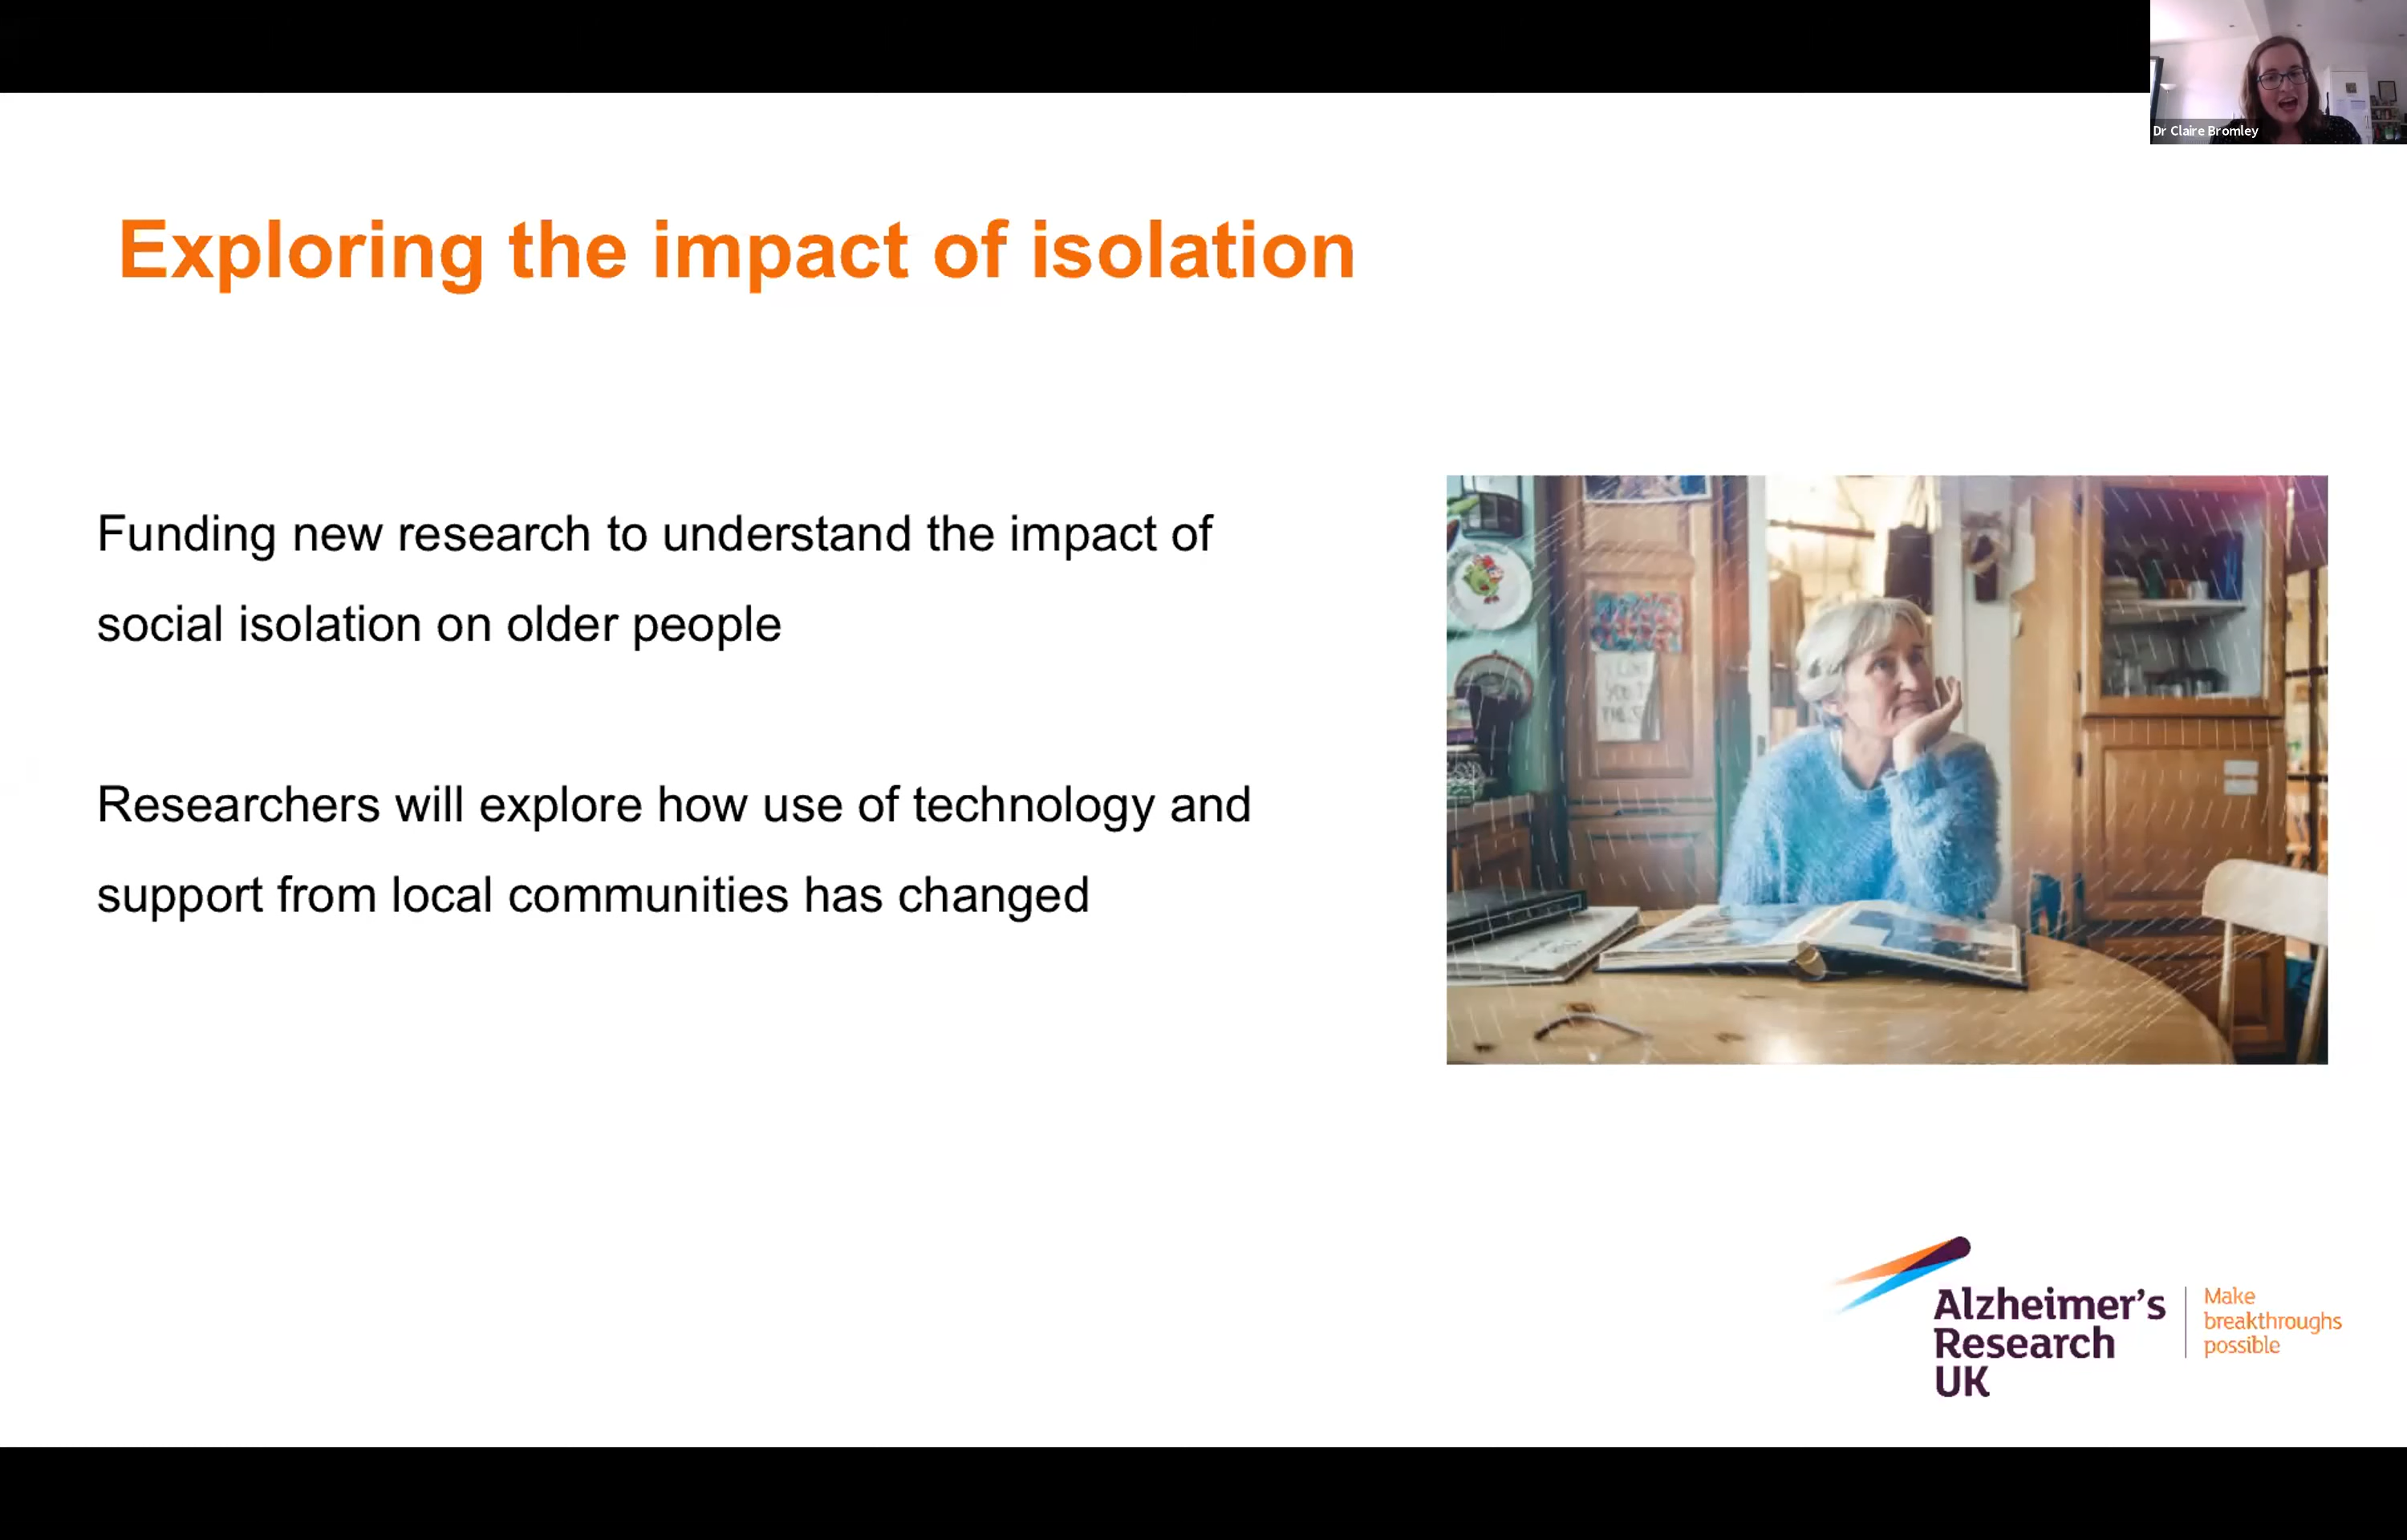 Dr Claire Bromley
Exploring the impact of isolation
Funding new research to understand the impact of
social isolation on older people
Researchers will explore how use of technology and
support from local communities has changed
Alzheimer's
Research
UK
Make
breakthroughs
possible